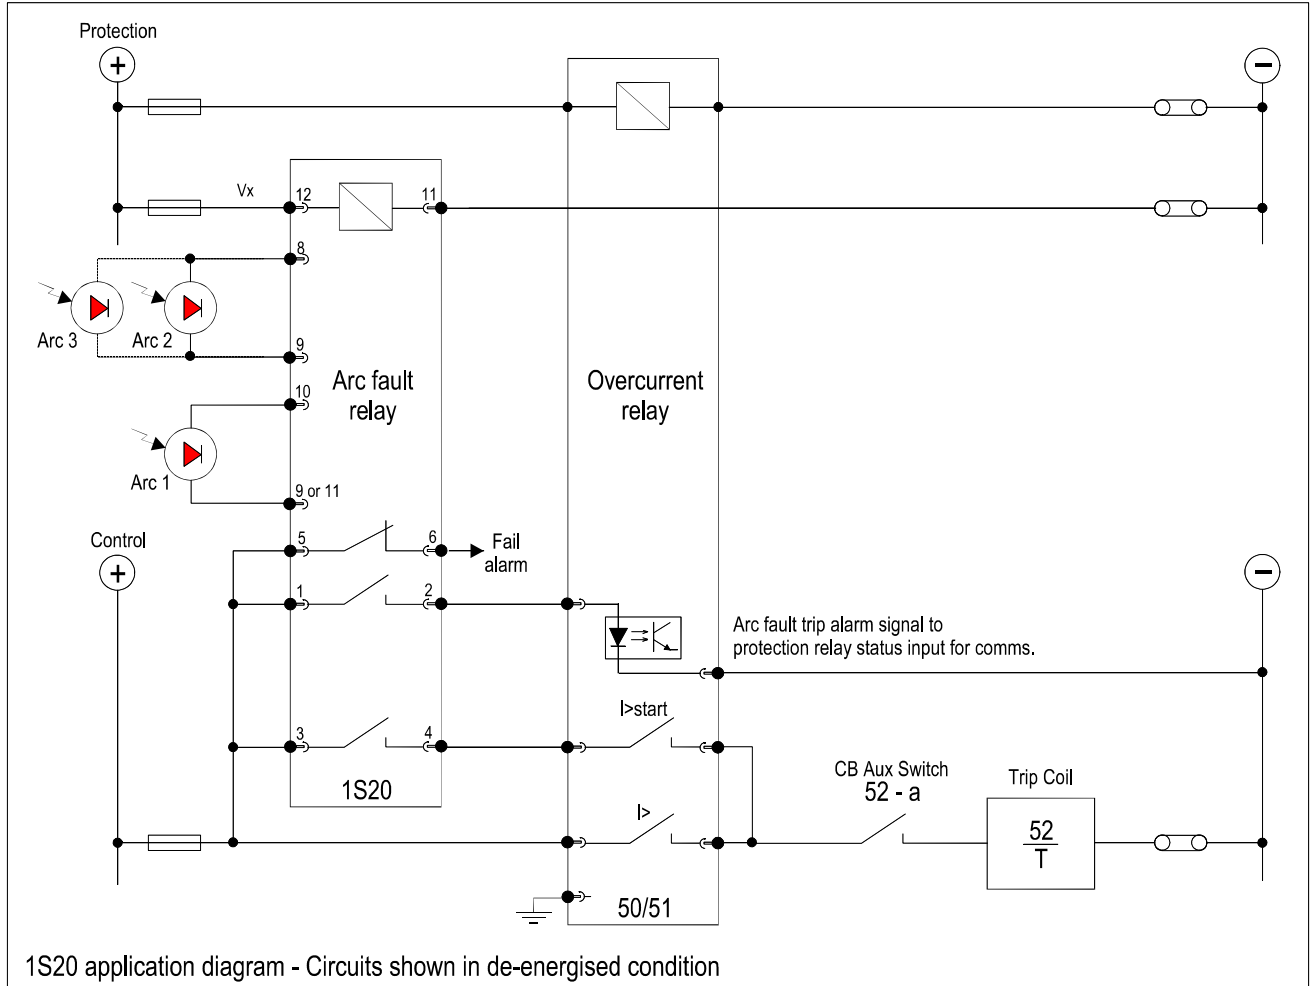 Protection
+
−
Vx
12
11
8
Arc 3
Arc 2
9
Arc fault
relay
Overcurrent
relay
10
Arc 1
9 or 11
Control
+
5
6
Fail
alarm
−
1
2
Arc fault trip alarm signal to
protection relay status input for comms.
I>start
3
4
1S20
CB Aux Switch
52 - a
Trip Coil
I>
52
T
50/51
1S20 application diagram - Circuits shown in de-energised condition